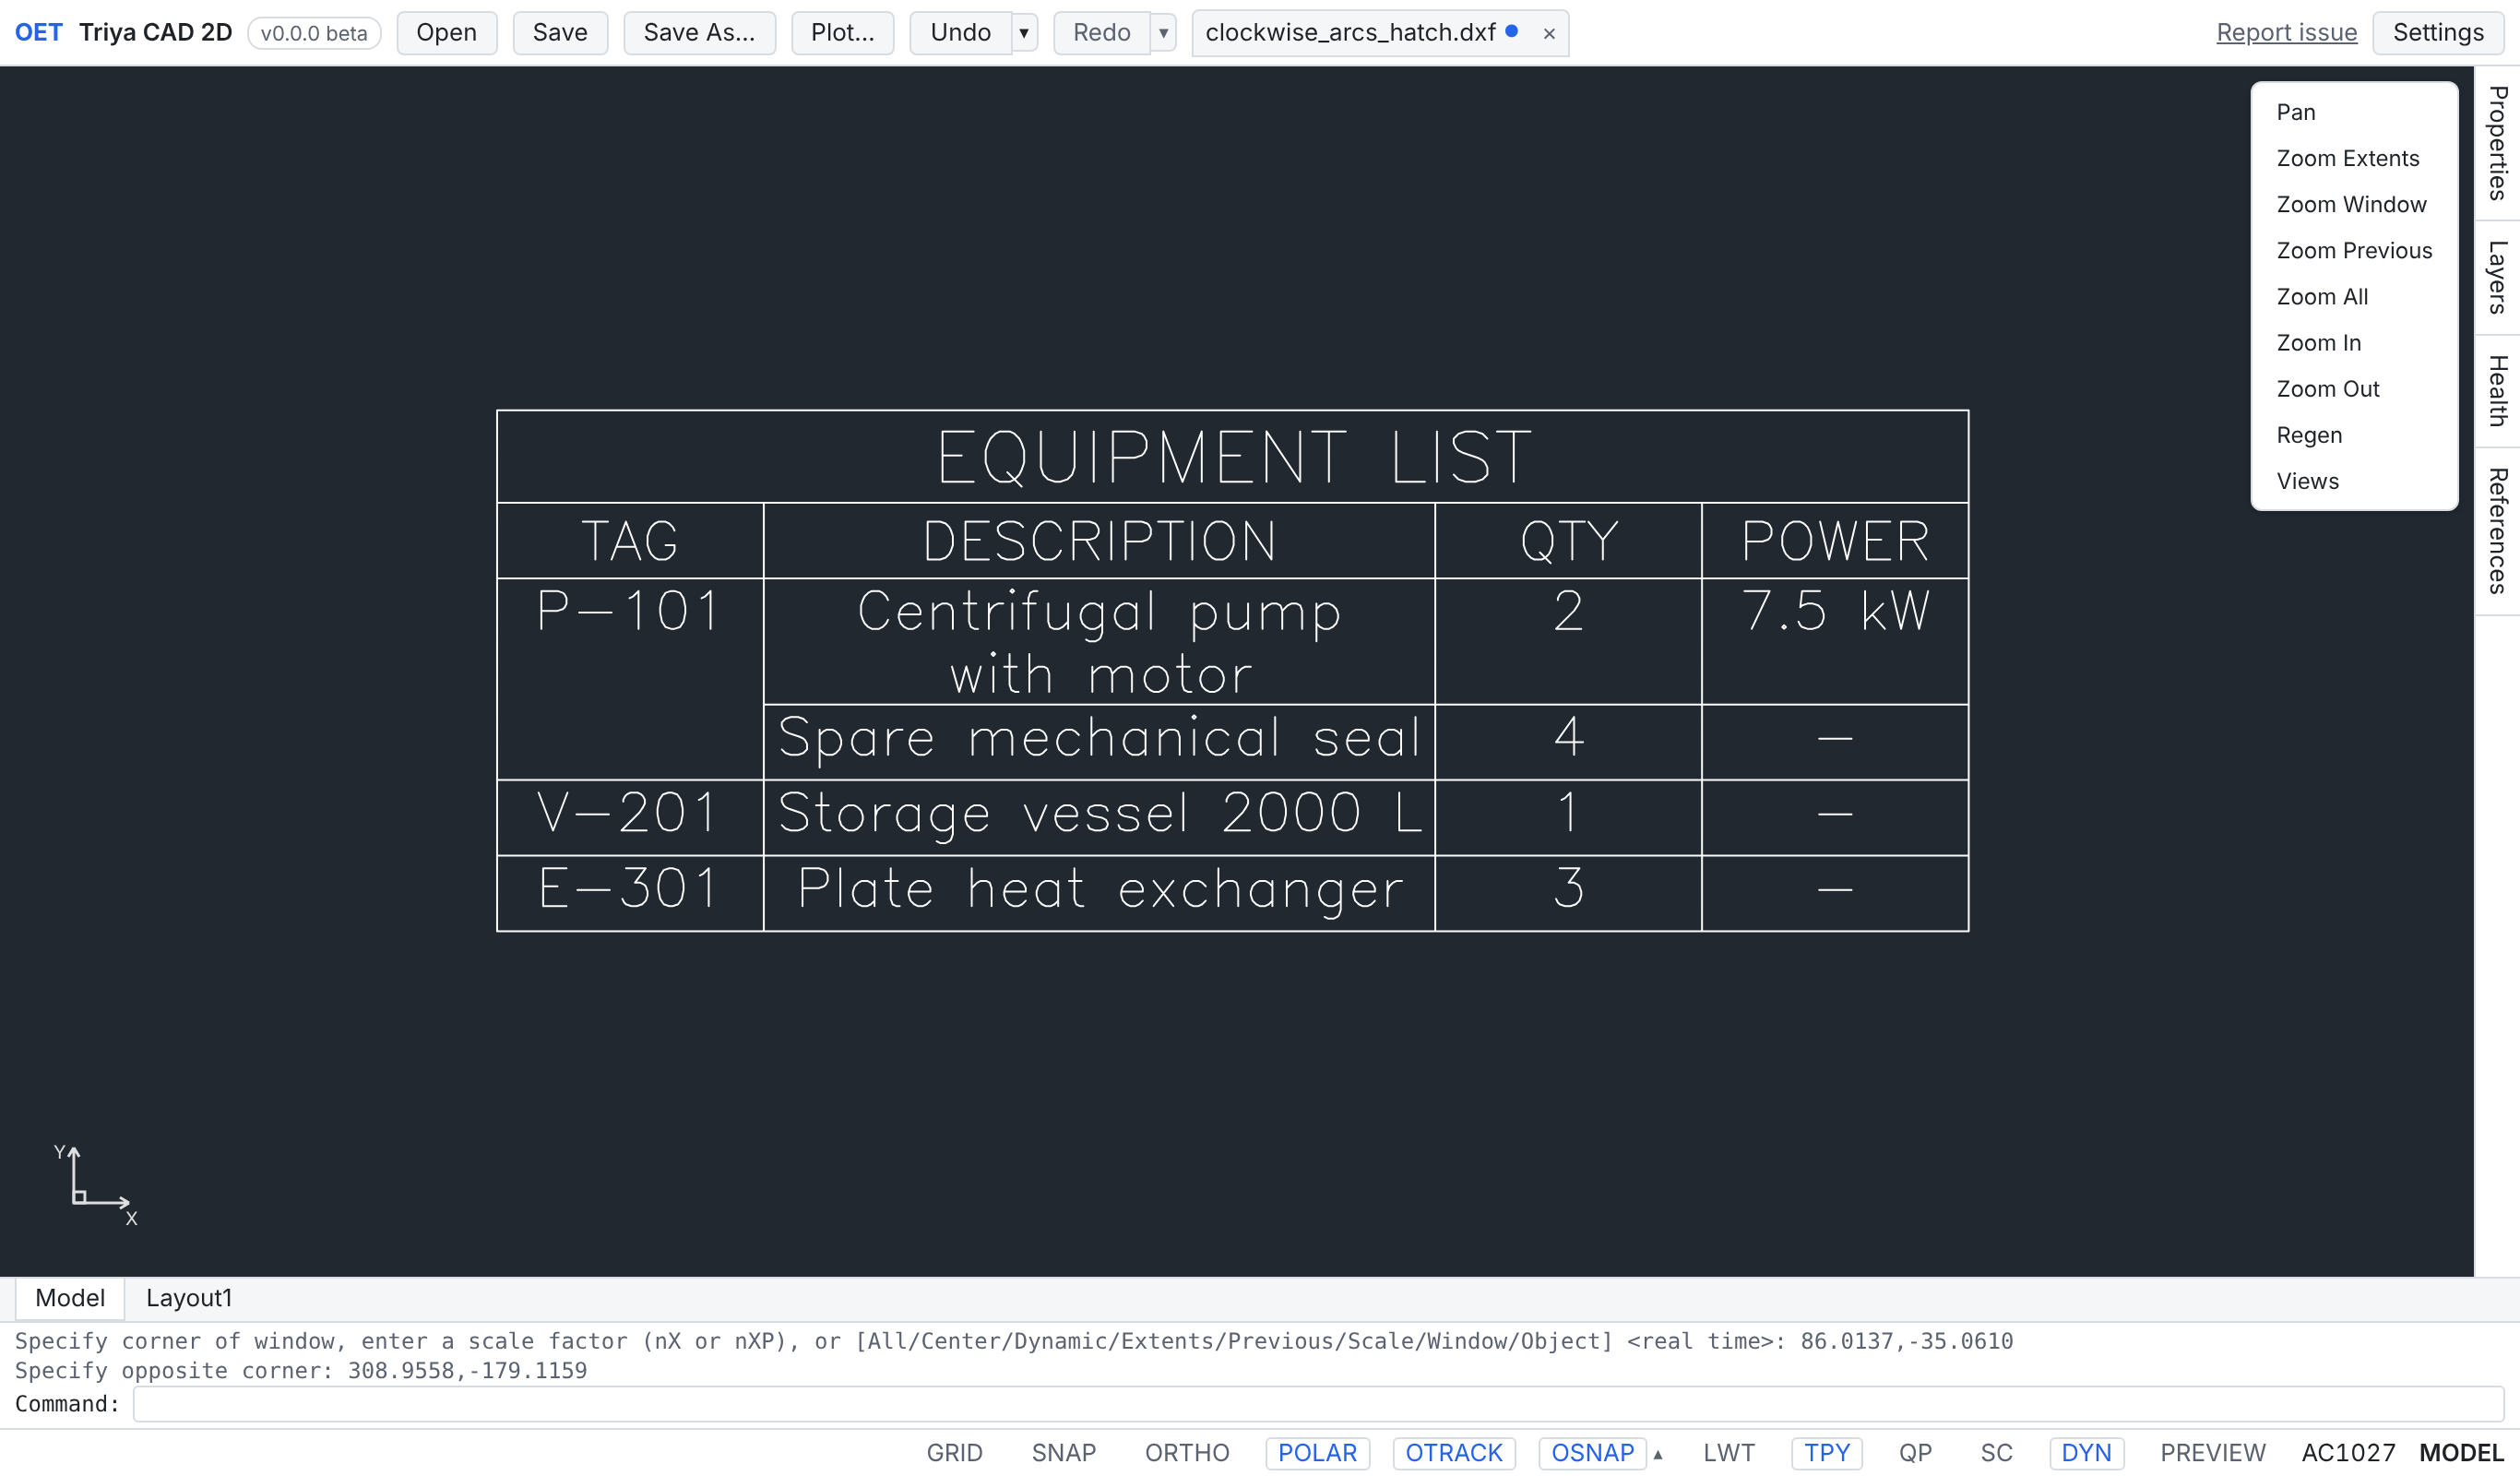 OET Triya CAD 2D v0.0.0 beta Open Save Save As... Plot... Undo ▾ Redo ▾ clockwise_arcs_hatch.dxf × Report issue Settings
Pan
Zoom Extents
Zoom Window
Zoom Previous
Zoom All
Zoom In
Zoom Out
Regen
Views
Properties
Layers
Health
References
EQUIPMENT LIST
TAG DESCRIPTION QTY POWER
P-101 Centrifugal pump 2 7.5 kW
with motor
Spare mechanical seal 4 -
V-201 Storage vessel 2000 L 1 -
E-301 Plate heat exchanger 3 -
Y
X
Model Layout1
Specify corner of window, enter a scale factor (nX or nXP), or [All/Center/Dynamic/Extents/Previous/Scale/Window/Object] <real time>: 86.0137,-35.0610
Specify opposite corner: 308.9558,-179.1159
Command:
GRID SNAP ORTHO POLAR OTRACK OSNAP ▴ LWT TPY QP SC DYN PREVIEW AC1027 MODEL